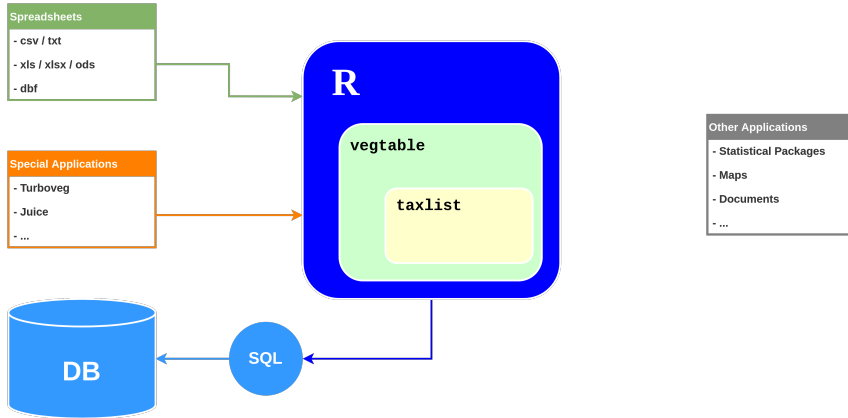 Spreadsheets
- csv / txt
- xls / xlsx / ods
- dbf
Special Applications
- Turboveg
- Juice
- ...
DB
SQL
R
vegtable
taxlist
Other Applications
- Statistical Packages
- Maps
- Documents
- ...